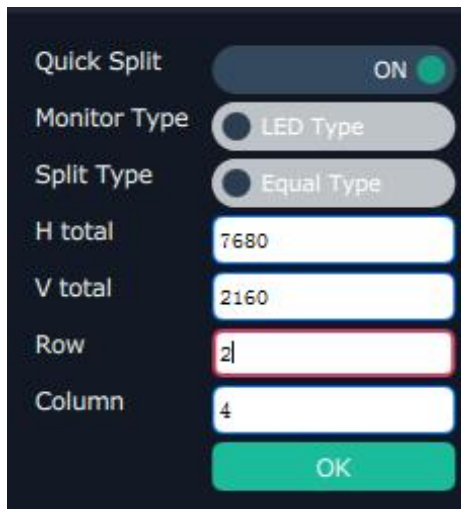 Quick Split ON
Monitor Type LED Type
Split Type Equal Type
H total 7680
V total 2160
Row 2
Column 4
OK